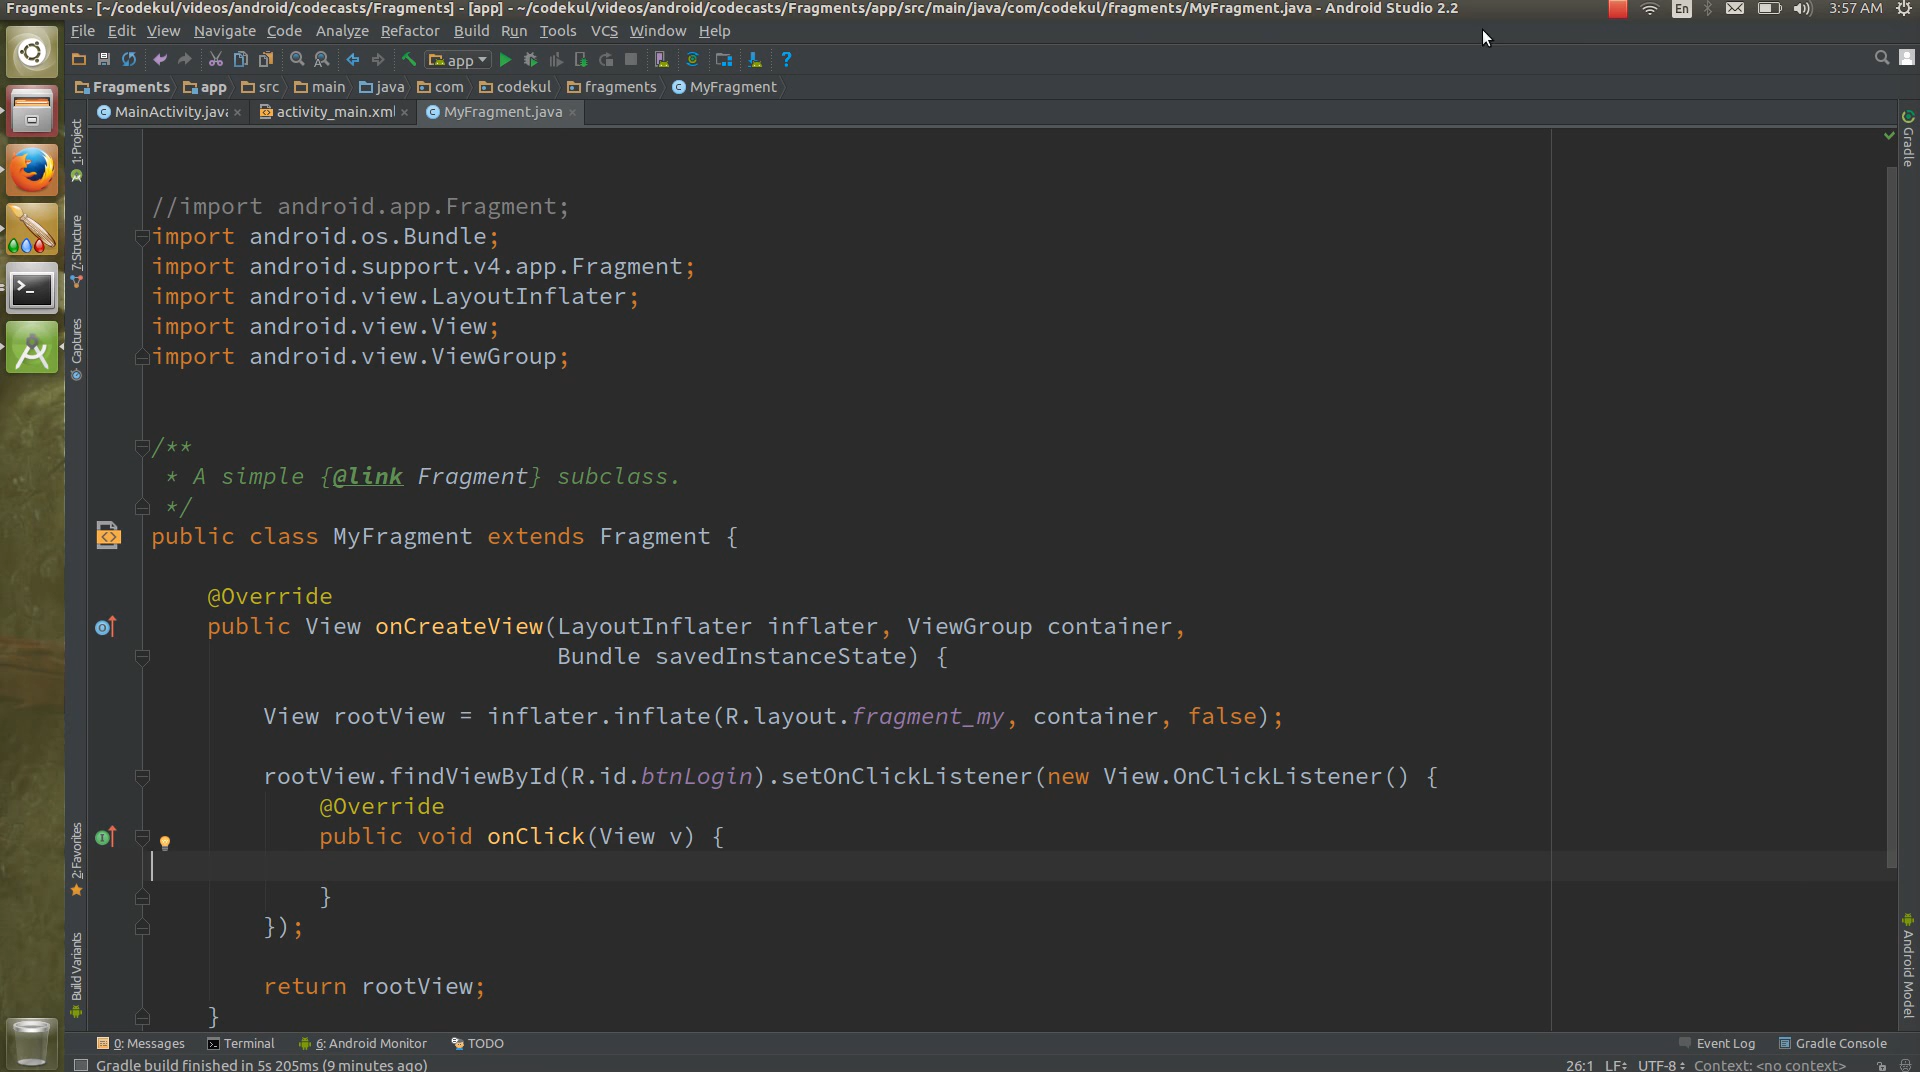 Fragments - [~/codekul/videos/android/codecasts/Fragments] - [app] - ~/codekul/videos/android/codecasts/Fragments/app/src/main/java/com/codekul/fragments/MyFragment.java - Android Studio 2.2
En
3:57 AM
File Edit View Navigate Code Analyze Refactor Build Run Tools VCS Window Help
app
Fragments app src main java com codekul fragments MyFragment
MainActivity.java activity_main.xml MyFragment.java
1: Project
7: Structure
Captures
2: Favorites
Build Variants
Gradle
Android Model
//import android.app.Fragment;
import android.os.Bundle;
import android.support.v4.app.Fragment;
import android.view.LayoutInflater;
import android.view.View;
import android.view.ViewGroup;
/**
* A simple {@link Fragment} subclass.
*/
public class MyFragment extends Fragment {
@Override
public View onCreateView(LayoutInflater inflater, ViewGroup container,
Bundle savedInstanceState) {
View rootView = inflater.inflate(R.layout.fragment_my, container, false);
rootView.findViewById(R.id.btnLogin).setOnClickListener(new View.OnClickListener() {
@Override
public void onClick(View v) {
}
});
return rootView;
}
0: Messages Terminal 6: Android Monitor TODO Event Log Gradle Console
Gradle build finished in 5s 205ms (9 minutes ago) 26:1 LF UTF-8 Context: <no context>